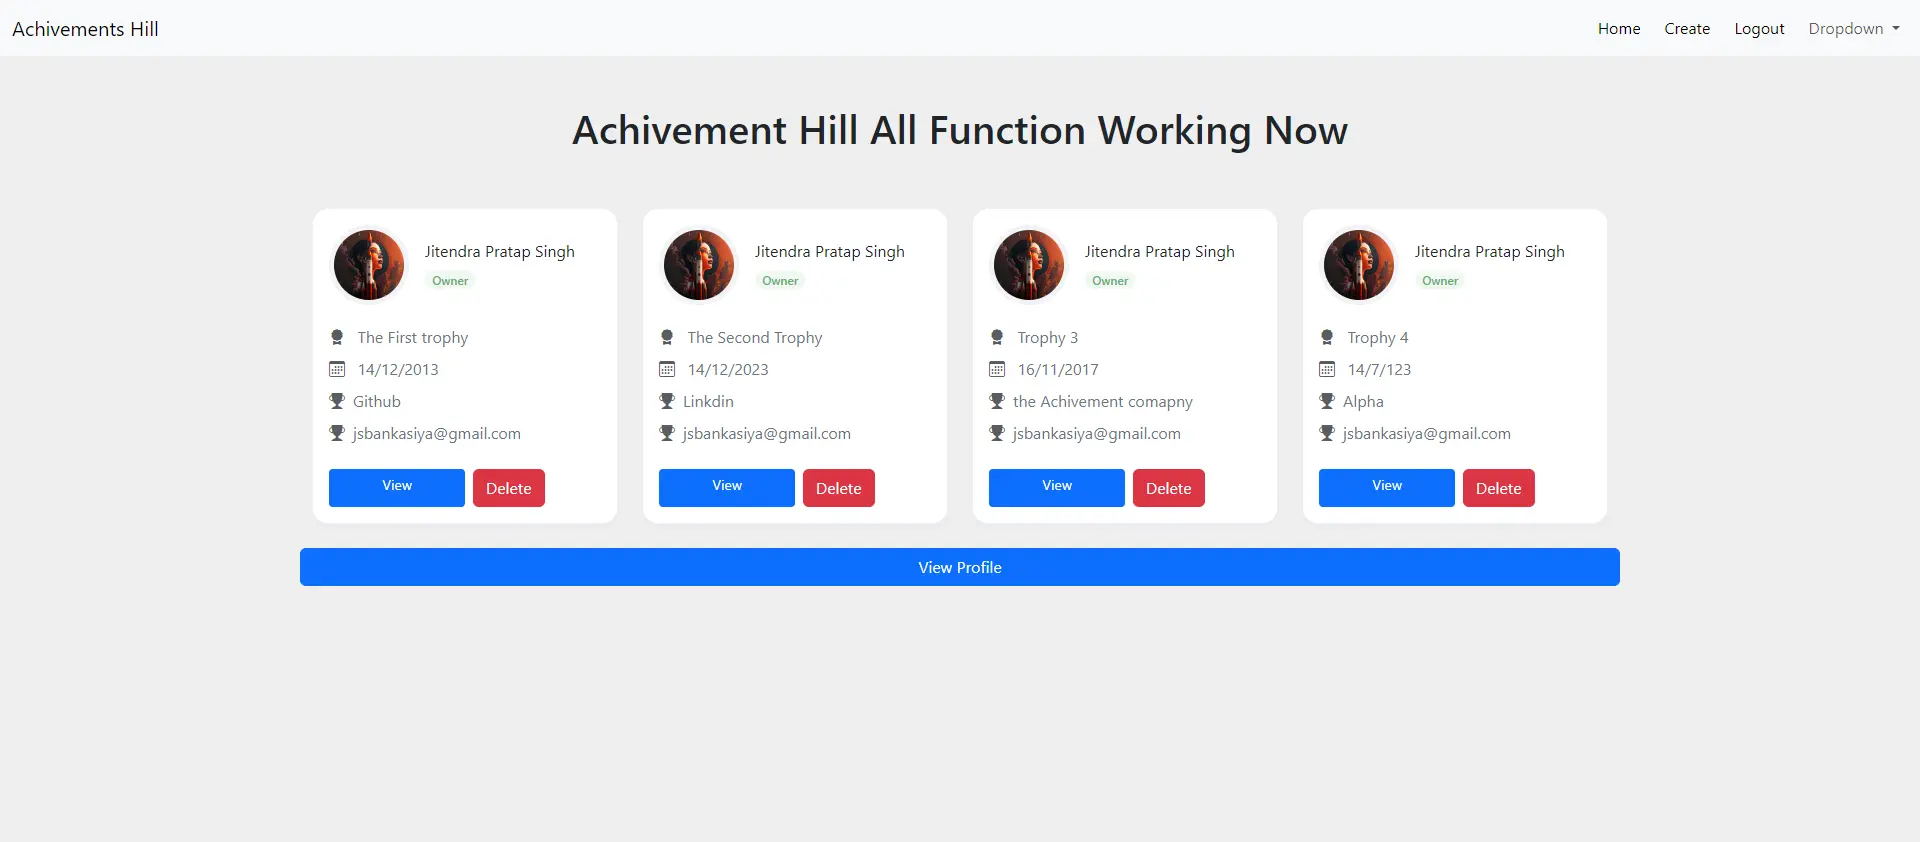 Achivements Hill
Home Create Logout Dropdown
Achivement Hill All Function Working Now
Jitendra Pratap Singh
Owner
The First trophy
14/12/2013
Github
jsbankasiya@gmail.com
View Delete
Jitendra Pratap Singh
Owner
The Second Trophy
14/12/2023
Linkdin
jsbankasiya@gmail.com
View Delete
Jitendra Pratap Singh
Owner
Trophy 3
16/11/2017
the Achivement comapny
jsbankasiya@gmail.com
View Delete
Jitendra Pratap Singh
Owner
Trophy 4
14/7/123
Alpha
jsbankasiya@gmail.com
View Delete
View Profile